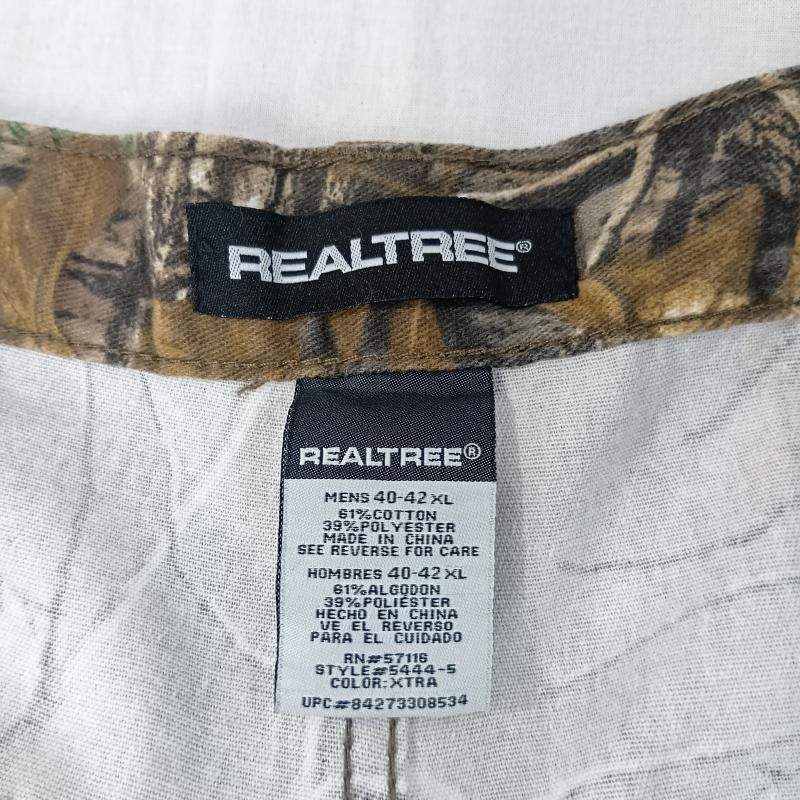 REALTREE®
REALTREE®
MENS 40-42 XL
61%COTTON
39%POLYESTER
MADE IN CHINA
SEE REVERSE FOR CARE
HOMBRES 40-42 XL
61%ALGODON
39%POLIÉSTER
HECHO EN CHINA
VE EL REVERSO
PARA EL CUIDADO
RN#57116
STYLE#5444-5
COLOR:XTRA
UPC#84273308534